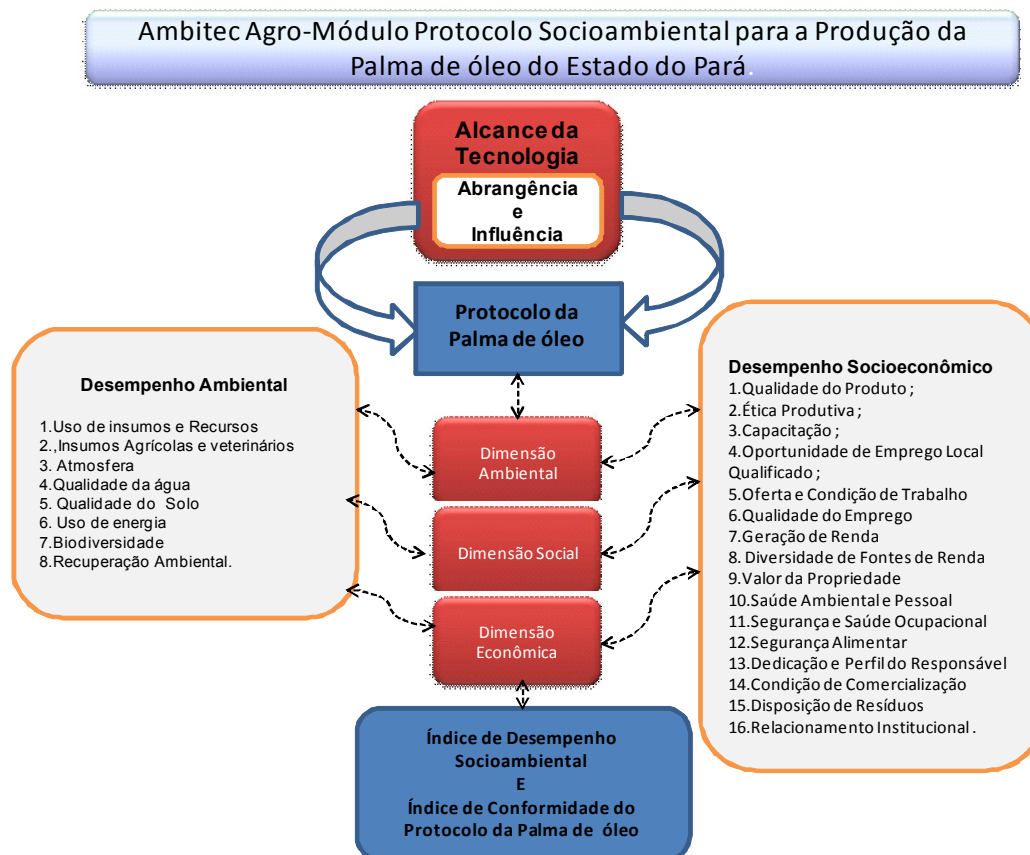 Ambitec Agro-Módulo Protocolo Socioambiental para a Produção da
Palma de óleo do Estado do Pará.
Alcance da
Tecnologia
Abrangência
e
Influência
Protocolo da
Palma de óleo
Desempenho Ambiental
1.Uso de insumos e Recursos
2.,Insumos Agrícolas e veterinários
3. Atmosfera
4.Qualidade da água
5. Qualidade do Solo
6. Uso de energia
7.Biodiversidade
8.Recuperação Ambiental.
Dimensão
Ambiental
Dimensão Social
Dimensão
Econômica
Desempenho Socioeconômico
1.Qualidade do Produto ;
2.Ética Produtiva ;
3.Capacitação ;
4.Oportunidade de Emprego Local
Qualificado ;
5.Oferta e Condição de Trabalho
6.Qualidade do Emprego
7.Geração de Renda
8. Diversidade de Fontes de Renda
9.Valor da Propriedade
10.Saúde Ambiental e Pessoal
11.Segurança e Saúde Ocupacional
12.Segurança Alimentar
13.Dedicação e Perfil do Responsável
14.Condição de Comercialização
15.Disposição de Resíduos
16.Relacionamento Institucional .
Índice de Desempenho
Socioambiental
E
Índice de Conformidade do
Protocolo da Palma de óleo